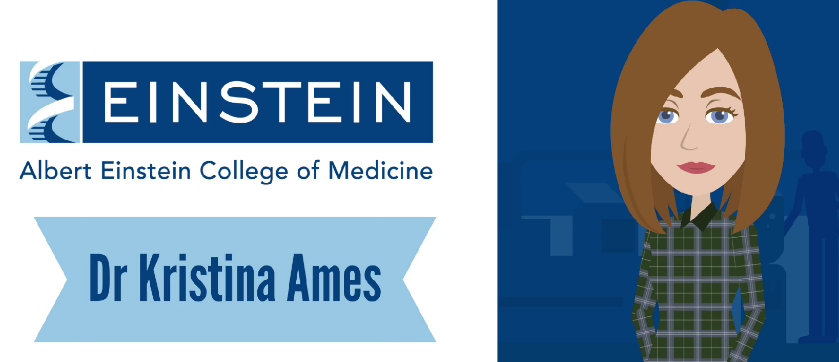 EINSTEIN
Albert Einstein College of Medicine
Dr Kristina Ames